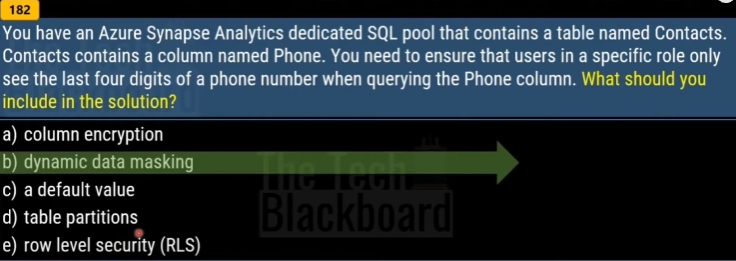 182
You have an Azure Synapse Analytics dedicated SQL pool that contains a table named Contacts.
Contacts contains a column named Phone. You need to ensure that users in a specific role only
see the last four digits of a phone number when querying the Phone column. What should you
include in the solution?
a) column encryption
b) dynamic data masking
c) a default value
d) table partitions
e) row level security (RLS)
The Tech
Blackboard